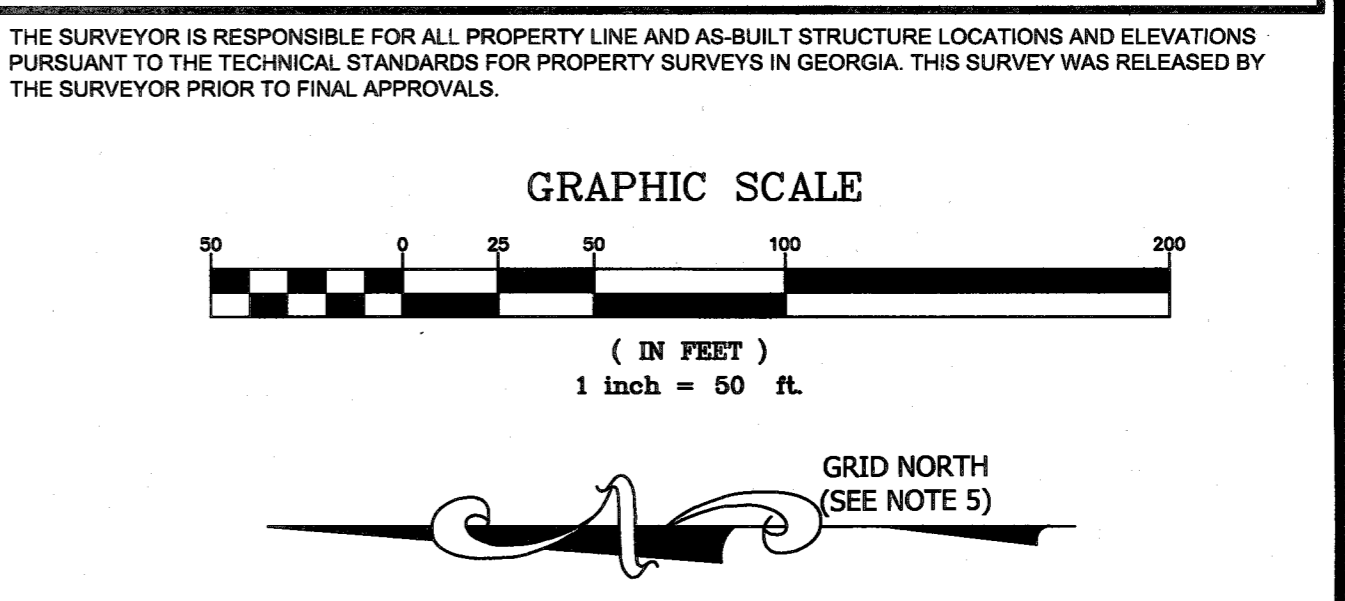 THE SURVEYOR IS RESPONSIBLE FOR ALL PROPERTY LINE AND AS-BUILT STRUCTURE LOCATIONS AND ELEVATIONS
PURSUANT TO THE TECHNICAL STANDARDS FOR PROPERTY SURVEYS IN GEORGIA. THIS SURVEY WAS RELEASED BY
THE SURVEYOR PRIOR TO FINAL APPROVALS.
GRAPHIC SCALE
50 0 25 50 100 200
( IN FEET )
1 inch = 50 ft.
GRID NORTH
(SEE NOTE 5)